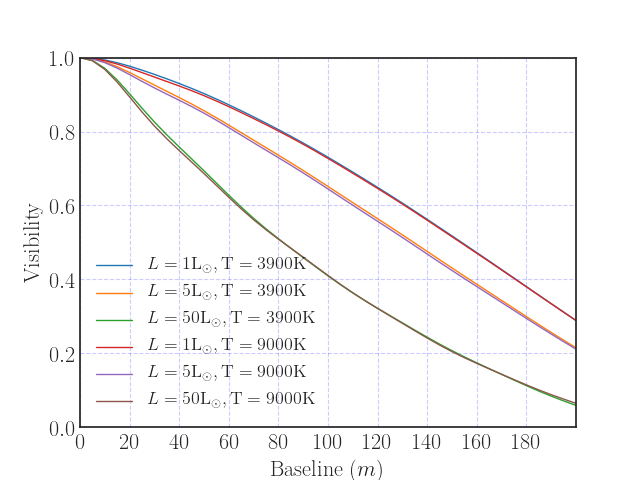 1.0
0.8
0.6
0.4
0.2
0.0
Visibility
L = 1L⊙, T = 3900K
L = 5L⊙, T = 3900K
L = 50L⊙, T = 3900K
L = 1L⊙, T = 9000K
L = 5L⊙, T = 9000K
L = 50L⊙, T = 9000K
0 20 40 60 80 100 120 140 160 180
Baseline (m)